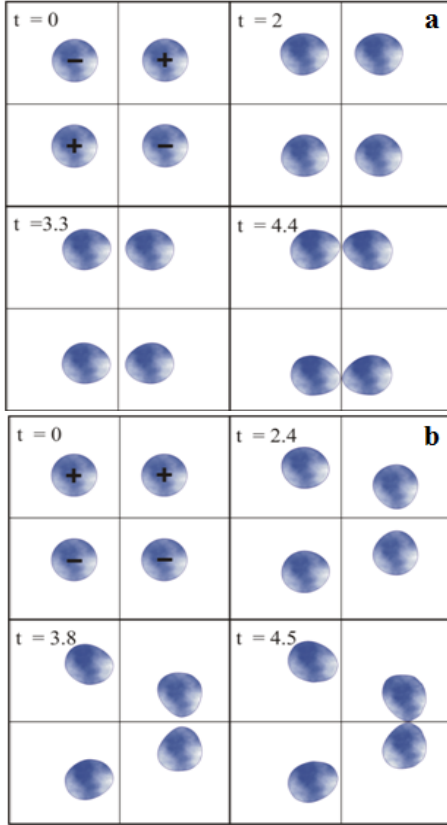 t = 0
t = 2
a
− +
+ −
t =3.3
t = 4.4
t = 0
t = 2.4
b
+ +
− −
t = 3.8
t = 4.5